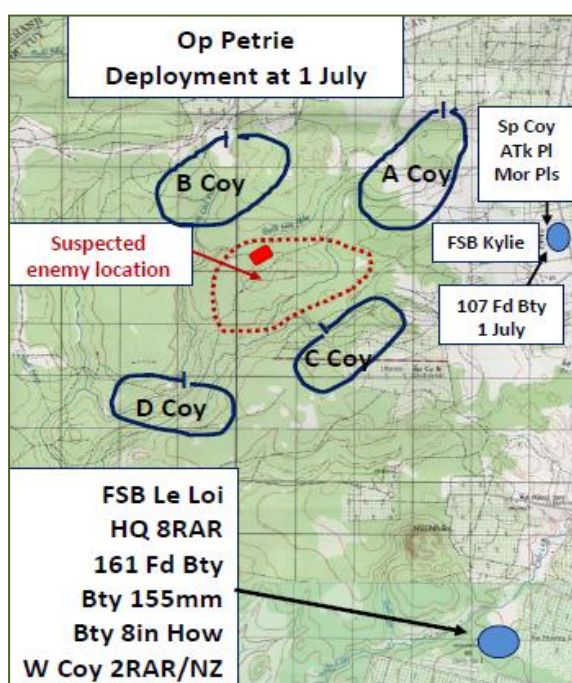 Op Petrie
Deployment at 1 July
Sp Coy
ATk Pl
Mor Pls
B Coy
A Coy
Suspected
enemy location
FSB Kylie
107 Fd Bty
1 July
C Coy
D Coy
FSB Le Loi
HQ 8RAR
161 Fd Bty
Bty 155mm
Bty 8in How
W Coy 2RAR/NZ